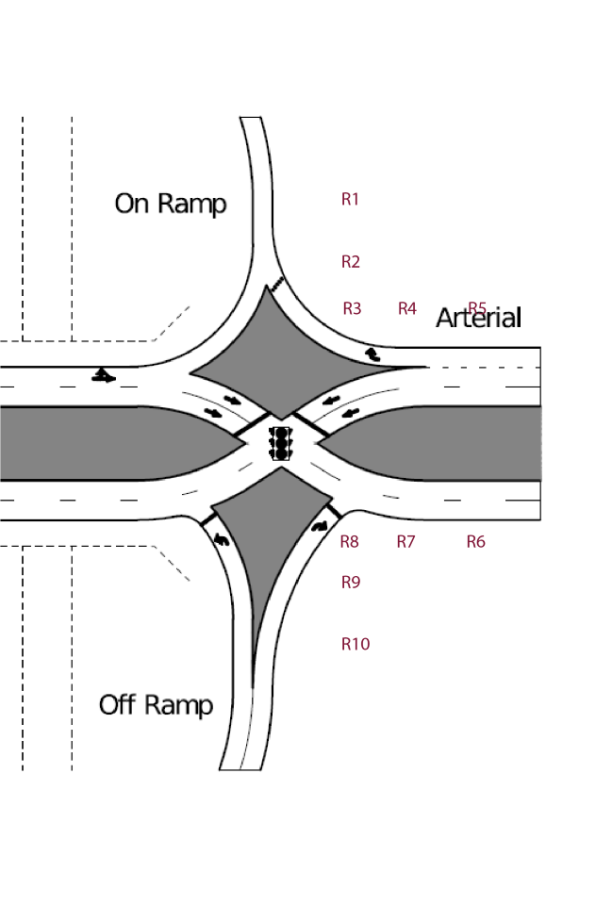 On Ramp
R1
R2
R3 R4 R5
Arterial
R8 R7 R6
R9
R10
Off Ramp